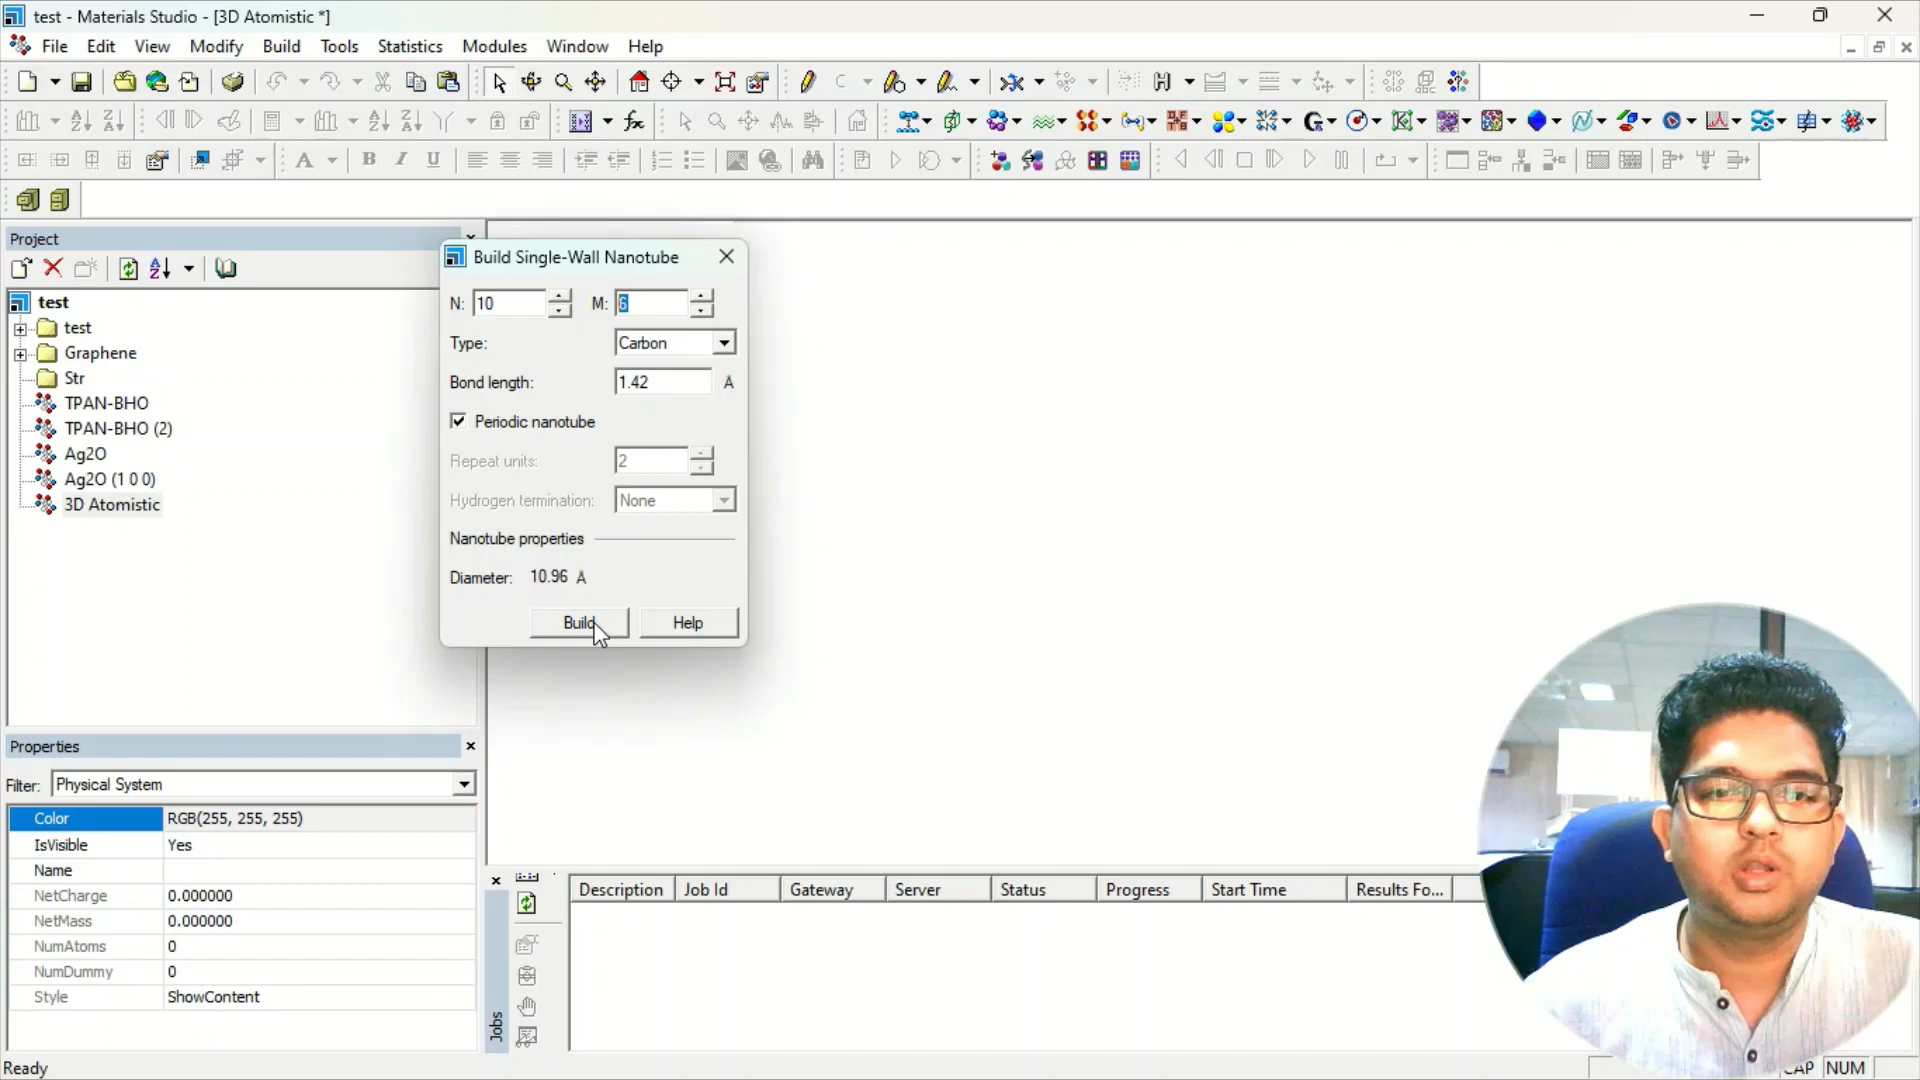 test - Materials Studio - [3D Atomistic *]
File Edit View Modify Build Tools Statistics Modules Window Help
Project
test
test
Graphene
Str
TPAN-BHO
TPAN-BHO (2)
Ag2O
Ag2O (1 0 0)
3D Atomistic
Build Single-Wall Nanotube
N: 10 M: 6
Type: Carbon
Bond length: 1.42 Å
Periodic nanotube
Repeat units: 2
Hydrogen termination: None
Nanotube properties
Diameter: 10.96 Å
Build Help
Properties
Filter: Physical System
Color RGB(255, 255, 255)
IsVisible Yes
Name
NetCharge 0.000000
NetMass 0.000000
NumAtoms 0
NumDummy 0
Style ShowContent
Jobs
Description Job Id Gateway Server Status Progress Start Time Results Fo...
Ready
CAP NUM